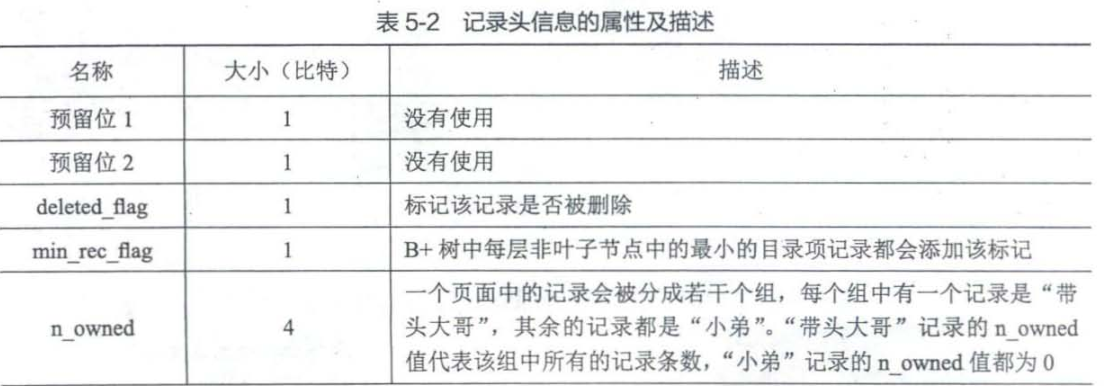 表 5-2 记录头信息的属性及描述
名称 大小（比特） 描述
预留位 1 1 没有使用
预留位 2 1 没有使用
deleted_flag 1 标记该记录是否被删除
min_rec_flag 1 B+ 树中每层非叶子节点中的最小的目录项记录都会添加该标记
一个页面中的记录会被分成若干个组，每个组中有一个记录是“带
n_owned 4 头大哥”，其余的记录都是“小弟”。“带头大哥”记录的 n_owned
值代表该组中所有的记录条数，“小弟”记录的 n_owned 值都为 0